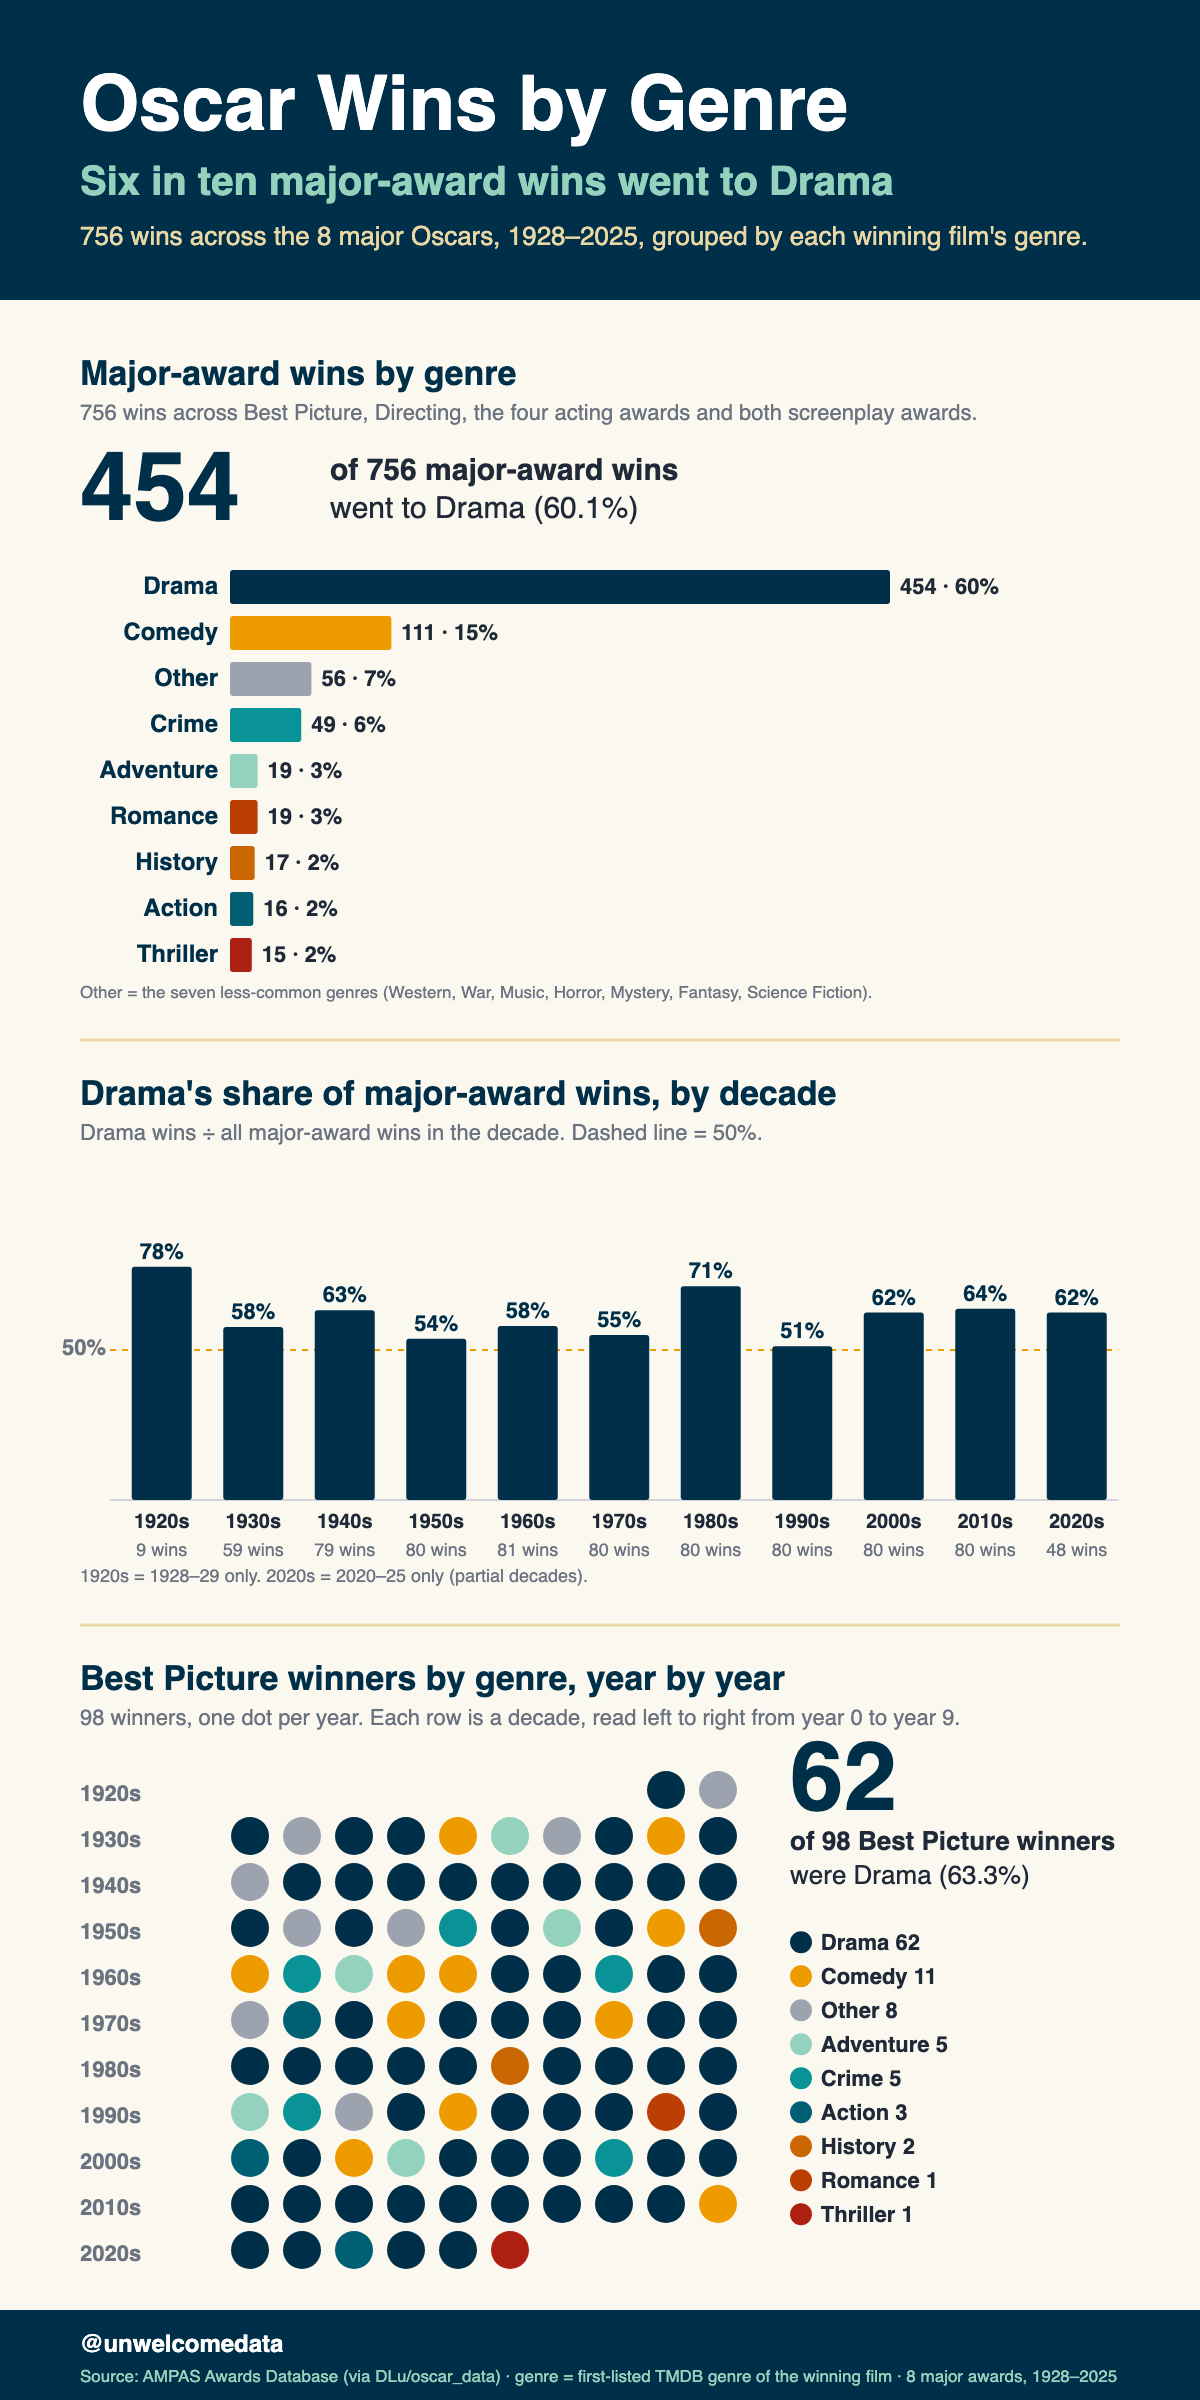 Oscar Wins by Genre
Six in ten major-award wins went to Drama
756 wins across the 8 major Oscars, 1928–2025, grouped by each winning film's genre.
Major-award wins by genre
756 wins across Best Picture, Directing, the four acting awards and both screenplay awards.
454
of 756 major-award wins
went to Drama (60.1%)
Drama 454 · 60%
Comedy 111 · 15%
Other 56 · 7%
Crime 49 · 6%
Adventure 19 · 3%
Romance 19 · 3%
History 17 · 2%
Action 16 · 2%
Thriller 15 · 2%
Other = the seven less-common genres (Western, War, Music, Horror, Mystery, Fantasy, Science Fiction).
Drama's share of major-award wins, by decade
Drama wins ÷ all major-award wins in the decade. Dashed line = 50%.
78% 58% 63% 54% 58% 55% 71% 51% 62% 64% 62%
50%
1920s 1930s 1940s 1950s 1960s 1970s 1980s 1990s 2000s 2010s 2020s
9 wins 59 wins 79 wins 80 wins 81 wins 80 wins 80 wins 80 wins 80 wins 80 wins 48 wins
1920s = 1928–29 only. 2020s = 2020–25 only (partial decades).
Best Picture winners by genre, year by year
98 winners, one dot per year. Each row is a decade, read left to right from year 0 to year 9.
1920s
1930s
1940s
1950s
1960s
1970s
1980s
1990s
2000s
2010s
2020s
62
of 98 Best Picture winners
were Drama (63.3%)
Drama 62
Comedy 11
Other 8
Adventure 5
Crime 5
Action 3
History 2
Romance 1
Thriller 1
@unwelcomedata
Source: AMPAS Awards Database (via DLu/oscar_data) · genre = first-listed TMDB genre of the winning film · 8 major awards, 1928–2025